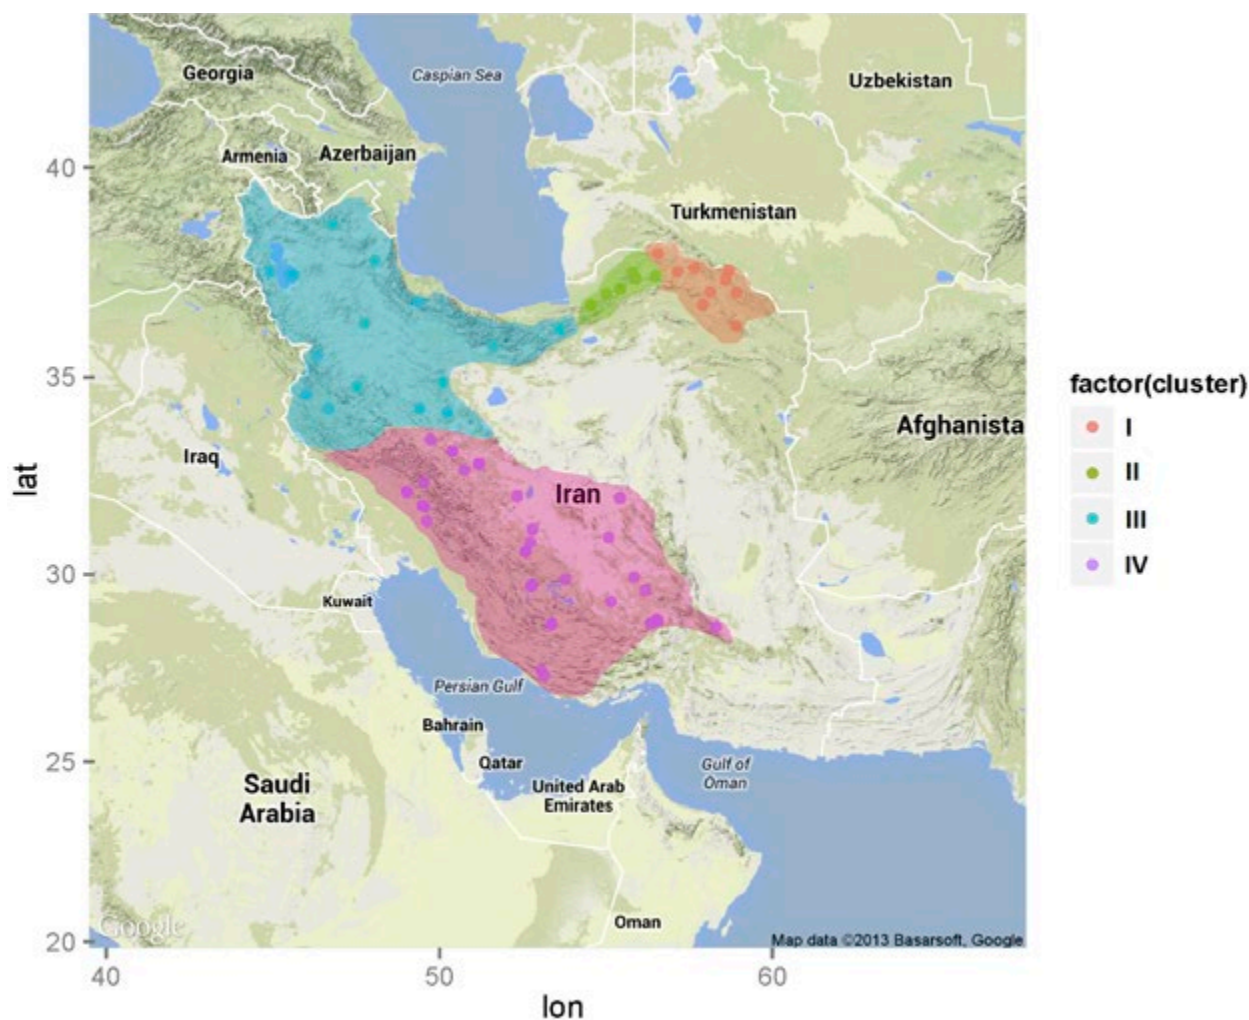 Georgia
Caspian Sea
Uzbekistan
Armenia
Azerbaijan
40
Turkmenistan
35
factor(cluster)
I
II
III
IV
Afghanista
Iraq
lat
Iran
30
Kuwait
Persian Gulf
Bahrain
25
Qatar
Gulf of
Oman
United Arab
Emirates
Saudi
Arabia
Oman
Google
Map data ©2013 Basarsoft, Google
20
40
50
60
lon